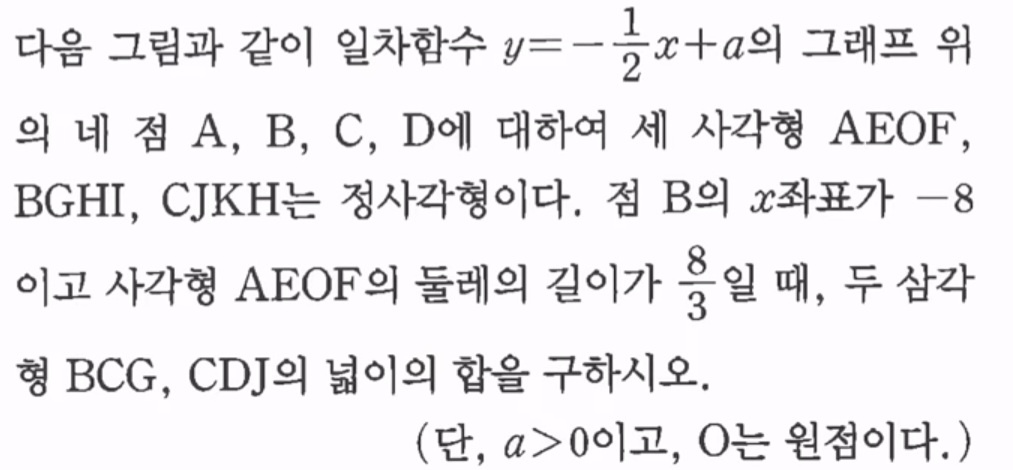 다음 그림과 같이 일차함수 y=-\frac{1}{2}x+a의 그래프 위
의 네 점 A, B, C, D에 대하여 세 사각형 AEOF,
BGHI, CJKH는 정사각형이다. 점 B의 x좌표가 -8
이고 사각형 AEOF의 둘레의 길이가 \frac{8}{3}일 때, 두 삼각
형 BCG, CDJ의 넓이의 합을 구하시오.
(단, a>0이고, O는 원점이다.)